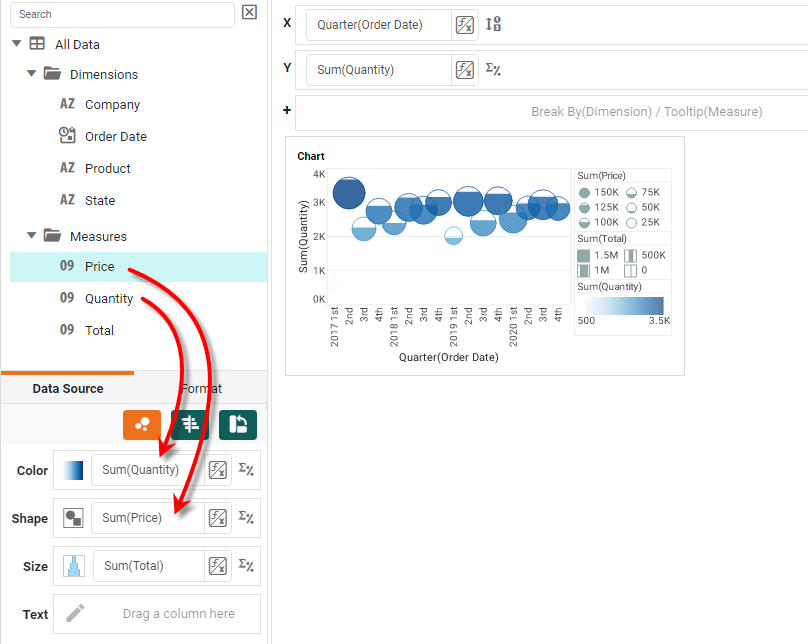 Search
All Data
Dimensions
AZ Company
Order Date
AZ Product
AZ State
Measures
09 Price
09 Quantity
09 Total
Data Source
Format
Color
Sum(Quantity)
fx
Σ%
Shape
Sum(Price)
fx
Σ%
Size
Sum(Total)
fx
Σ%
Text
Drag a column here
X
Quarter(Order Date)
fx
Y
Sum(Quantity)
fx
Σ%
+
Break By(Dimension) / Tooltip(Measure)
Chart
4K
3K
2K
1K
0K
Sum(Quantity)
2017 1st
2nd
3rd
4th
2018 1st
2nd
3rd
4th
2019 1st
2nd
3rd
4th
2020 1st
2nd
3rd
4th
Quarter(Order Date)
Sum(Price)
150K 75K
125K 50K
100K 25K
Sum(Total)
1.5M 500K
1M 0
Sum(Quantity)
500 3.5K